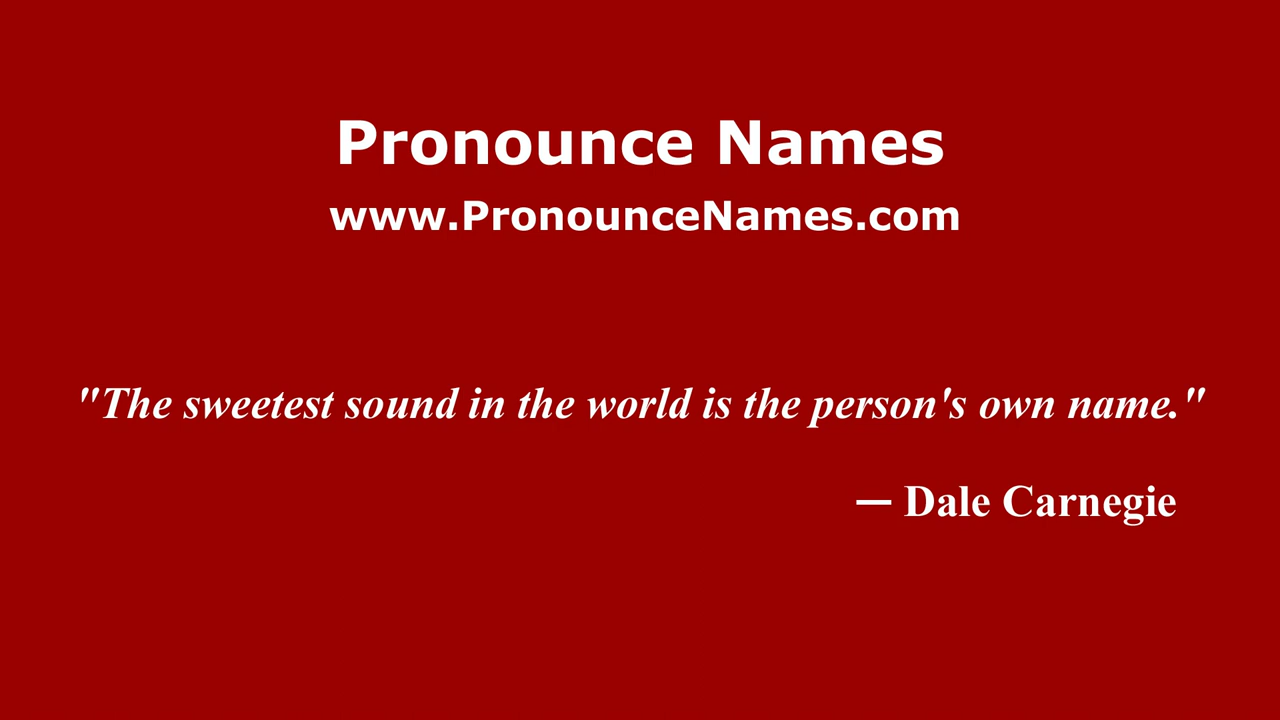 Pronounce Names
www.PronounceNames.com
"The sweetest sound in the world is the person's own name."
— Dale Carnegie